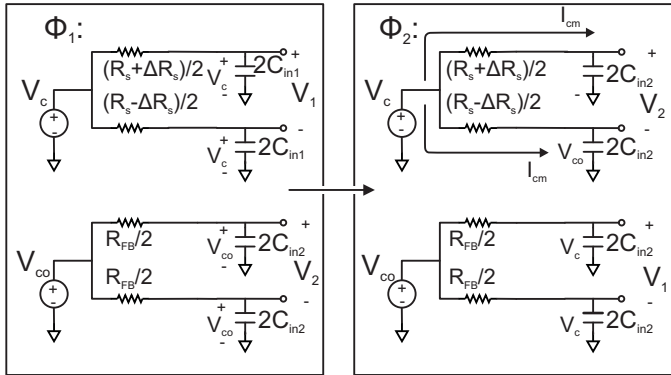 Φ1:
(Rs+ΔRs)/2
+
Vc
-
2Cin1
+
Vc
+
-
(Rs-ΔRs)/2
V1
+
Vc
-
2Cin1
-
RFB/2
+
Vco
-
2Cin2
+
Vco
+
-
RFB/2
V2
+
Vco
-
2Cin2
-
Φ2:
Icm
(Rs+ΔRs)/2
-
2Cin2
+
Vc
+
-
(Rs-ΔRs)/2
V2
Vco
2Cin2
-
Icm
RFB/2
Vc
2Cin2
+
Vco
+
-
RFB/2
V1
Vc
2Cin2
-